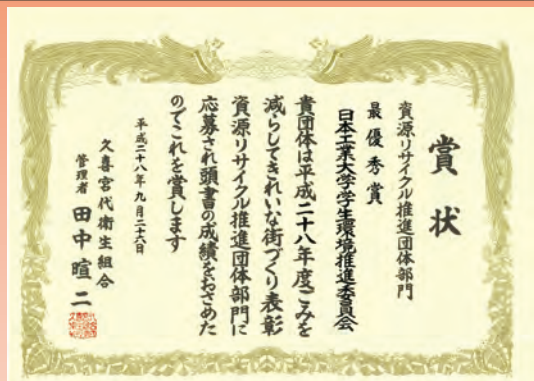 賞状
資源リサイクル推進団体部門
最優秀賞
日本工業大学学生環境推進委員会
貴団体は平成二十八年度ごみを
減らしてきれいな街づくり表彰
資源リサイクル推進団体部門に
応募され頭書の成績をおさめた
のでこれを賞します
平成二十八年九月二十六日
久喜宮代衛生組合
管理者 田中暄二